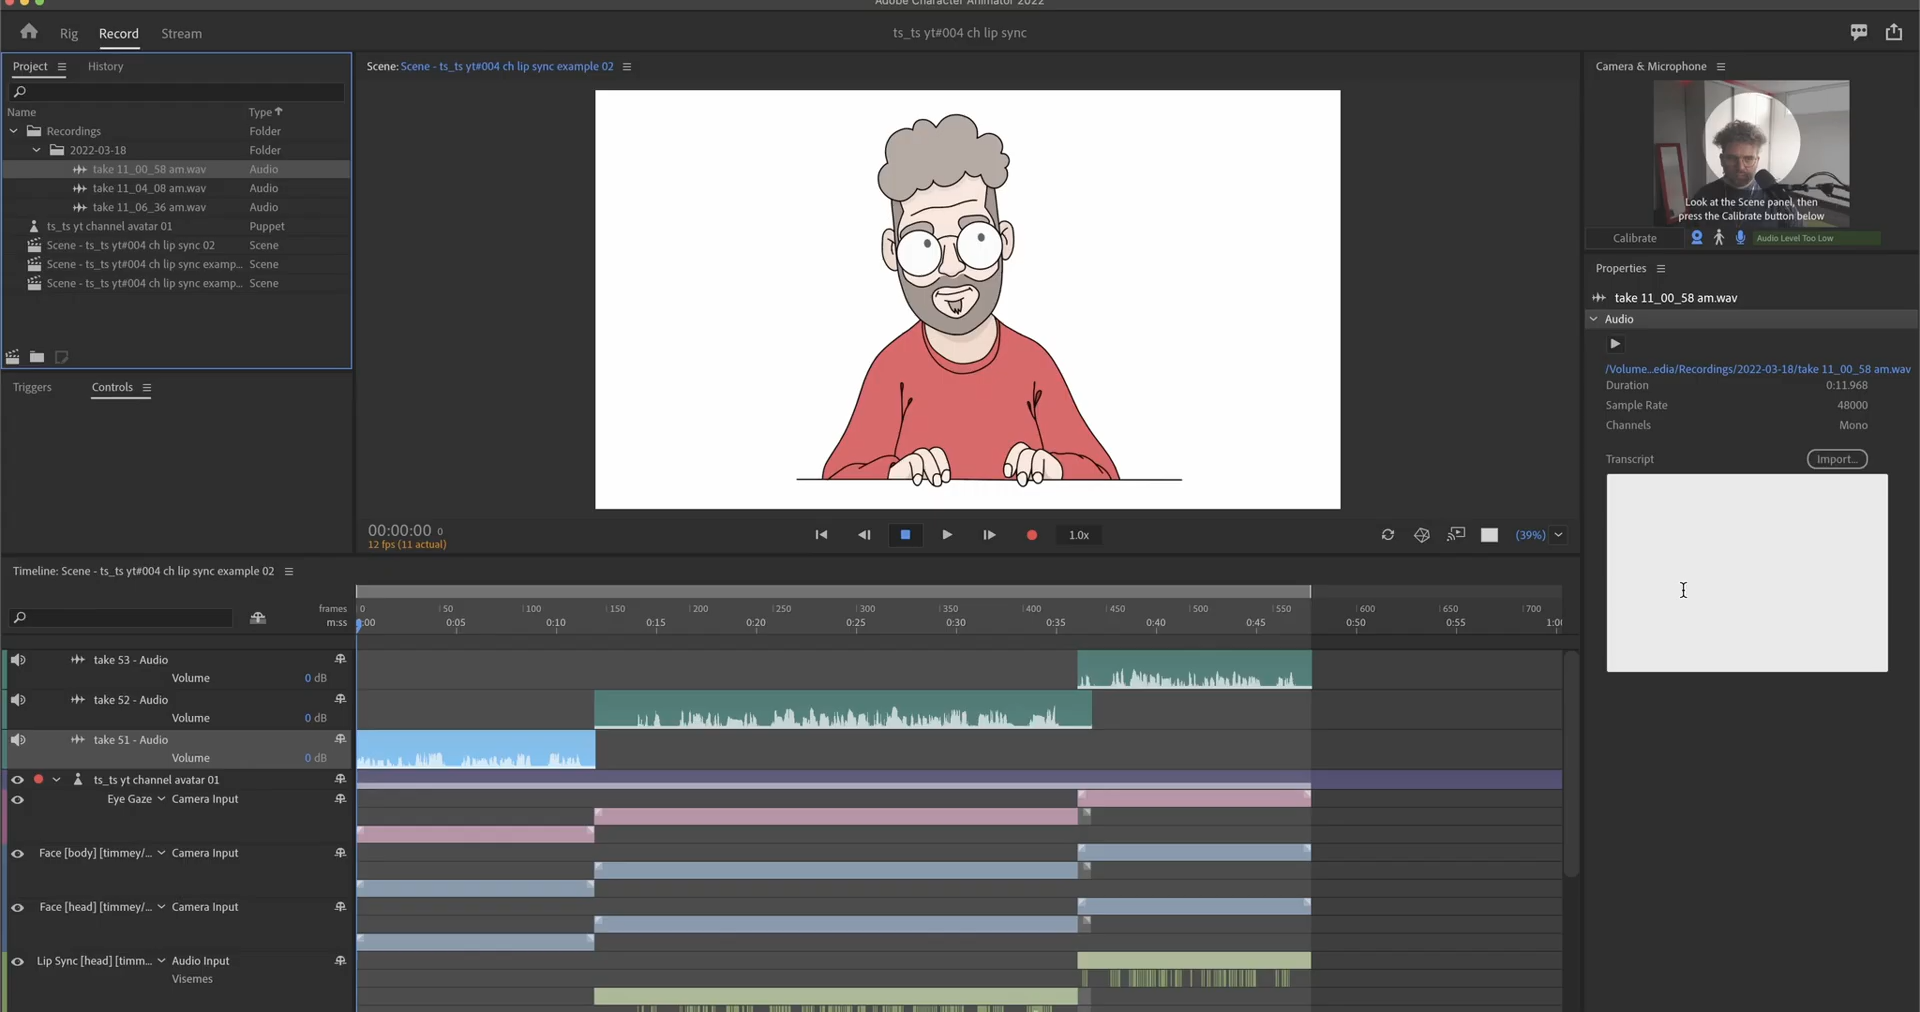 Adobe Character Animator 2022
Rig Record Stream
ts_ts yt#004 ch lip sync
Project History
Name Type
Recordings Folder
2022-03-18 Folder
take 11_00_58 am.wav Audio
take 11_04_08 am.wav Audio
take 11_06_36 am.wav Audio
ts_ts yt channel avatar 01 Puppet
Scene - ts_ts yt#004 ch lip sync 02 Scene
Scene - ts_ts yt#004 ch lip sync examp... Scene
Scene - ts_ts yt#004 ch lip sync examp... Scene
Triggers Controls
Scene: Scene - ts_ts yt#004 ch lip sync example 02
00:00:00 0
12 fps (11 actual)
1.0x
(39%)
Camera & Microphone
Look at the Scene panel, then
press the Calibrate button below
Calibrate Audio Level Too Low
Properties
take 11_00_58 am.wav
Audio
/Volume...edia/Recordings/2022-03-18/take 11_00_58 am.wav
Duration 0:11.968
Sample Rate 48000
Channels Mono
Transcript Import...
Timeline: Scene - ts_ts yt#004 ch lip sync example 02
frames 0 50 100 150 200 250 300 350 400 450 500 550 600 650 700
m:ss 0:00 0:05 0:10 0:15 0:20 0:25 0:30 0:35 0:40 0:45 0:50 0:55 1:0
take 53 - Audio
Volume 0 dB
take 52 - Audio
Volume 0 dB
take 51 - Audio
Volume 0 dB
ts_ts yt channel avatar 01
Eye Gaze Camera Input
Face [body] [timmey/... Camera Input
Face [head] [timmey/... Camera Input
Lip Sync [head] [timm... Audio Input
Visemes